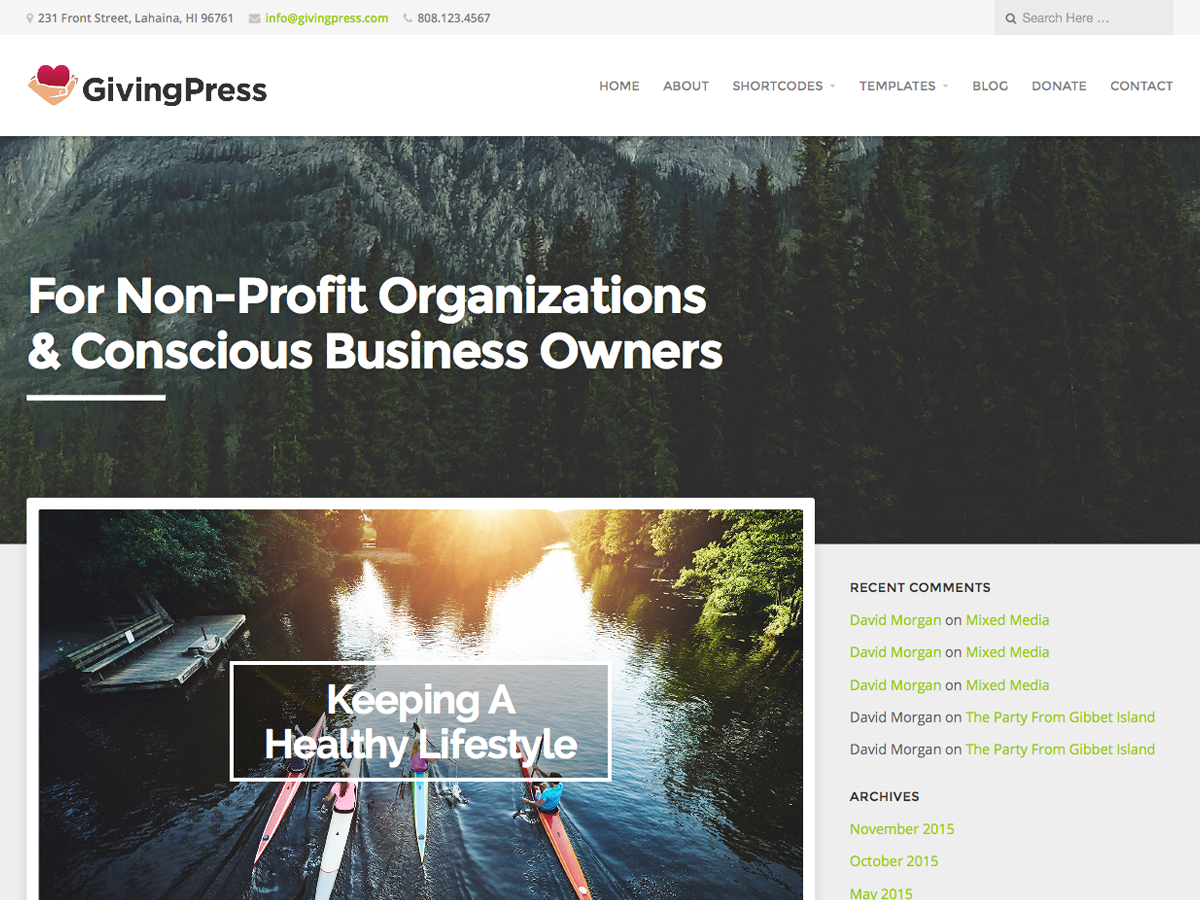 231 Front Street, Lahaina, HI 96761 info@givingpress.com 808.123.4567 Search Here ...
GivingPress HOME ABOUT SHORTCODES TEMPLATES BLOG DONATE CONTACT
For Non-Profit Organizations
& Conscious Business Owners
Keeping A
Healthy Lifestyle
RECENT COMMENTS
David Morgan on Mixed Media
David Morgan on Mixed Media
David Morgan on Mixed Media
David Morgan on The Party From Gibbet Island
David Morgan on The Party From Gibbet Island
ARCHIVES
November 2015
October 2015
May 2015